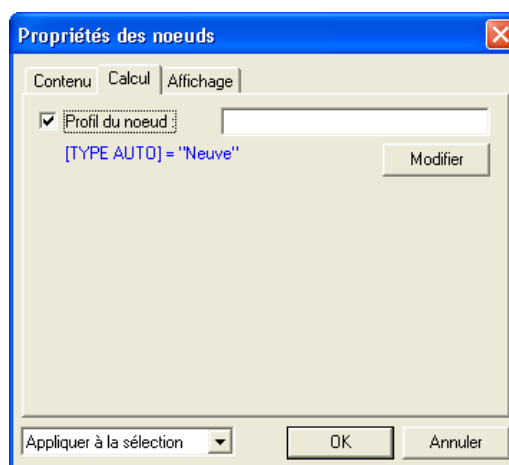 Propriétés des noeuds
Contenu Calcul Affichage
Profil du noeud :
[TYPE AUTO] = "Neuve"
Modifier
Appliquer à la sélection OK Annuler